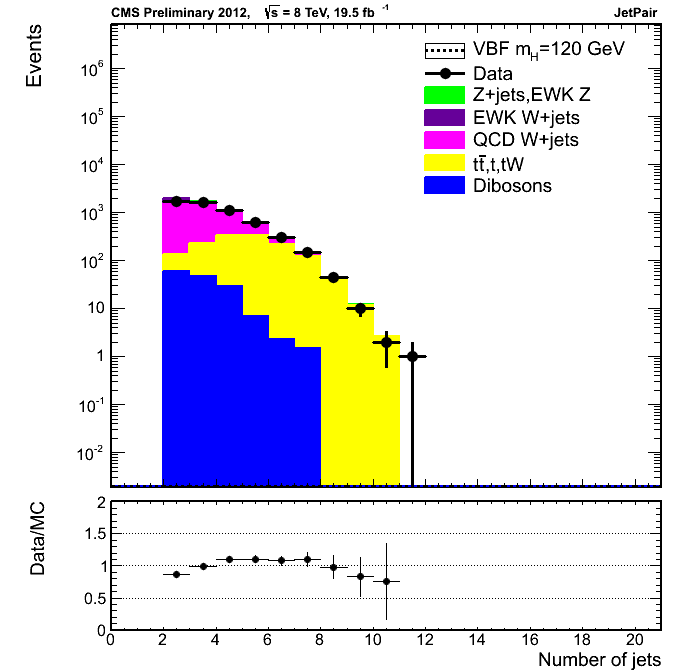 CMS Preliminary 2012, √s = 8 TeV, 19.5 fb⁻¹ JetPair
Events
VBF m_H=120 GeV
Data
Z+jets,EWK Z
EWK W+jets
QCD W+jets
tt̄,t,tW
Dibosons
10⁶
10⁵
10⁴
10³
10²
10
1
10⁻¹
10⁻²
Data/MC
2
1.5
1
0.5
0
0 2 4 6 8 10 12 14 16 18 20
Number of jets